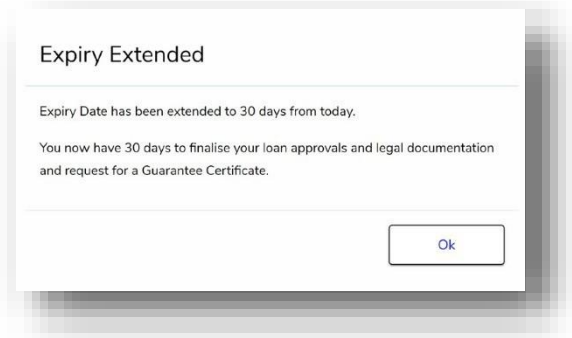 Expiry Extended
Expiry Date has been extended to 30 days from today.
You now have 30 days to finalise your loan approvals and legal documentation
and request for a Guarantee Certificate.
Ok